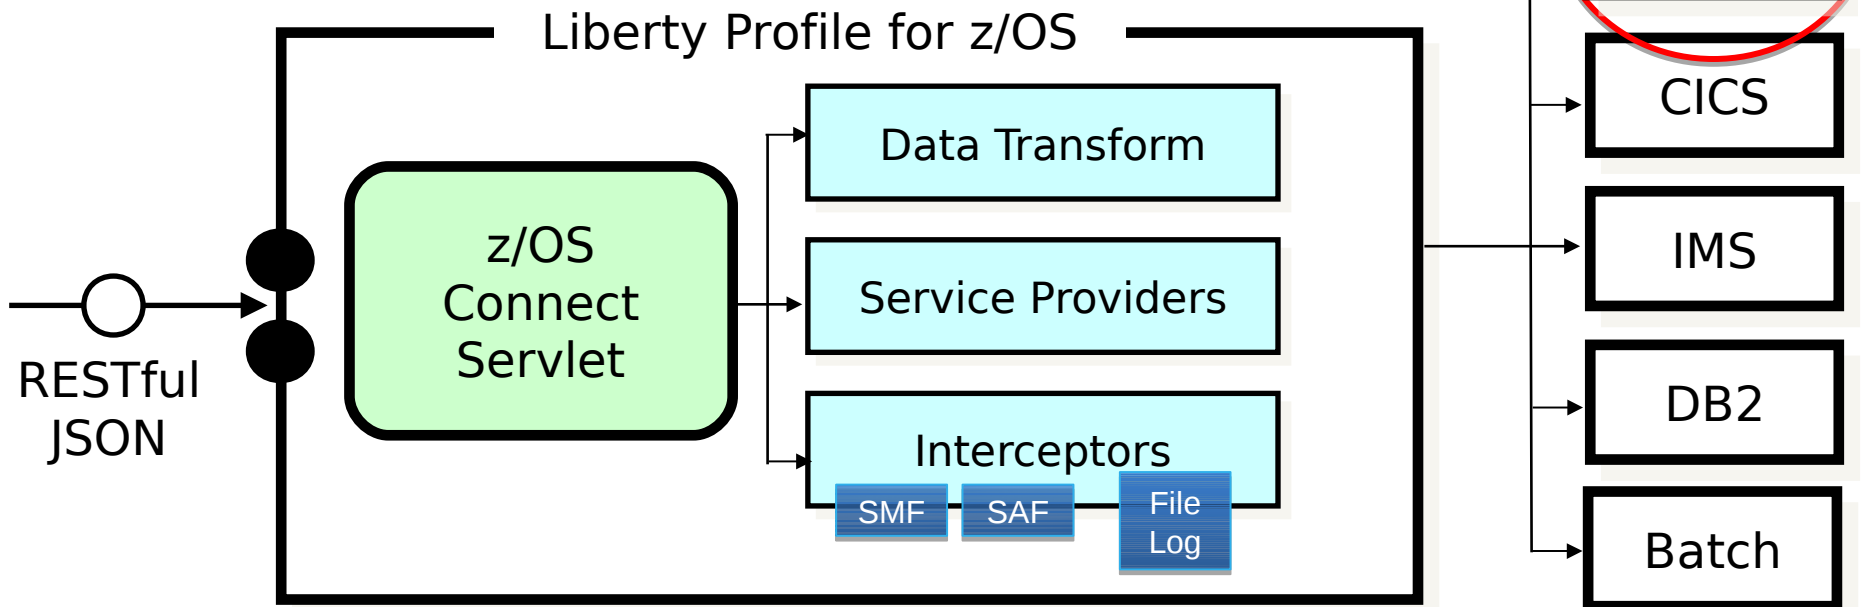 Liberty Profile for z/OS
RESTful
JSON
z/OS
Connect
Servlet
Data Transform
Service Providers
Interceptors
SMF
SAF
File
Log
CICS
IMS
DB2
Batch